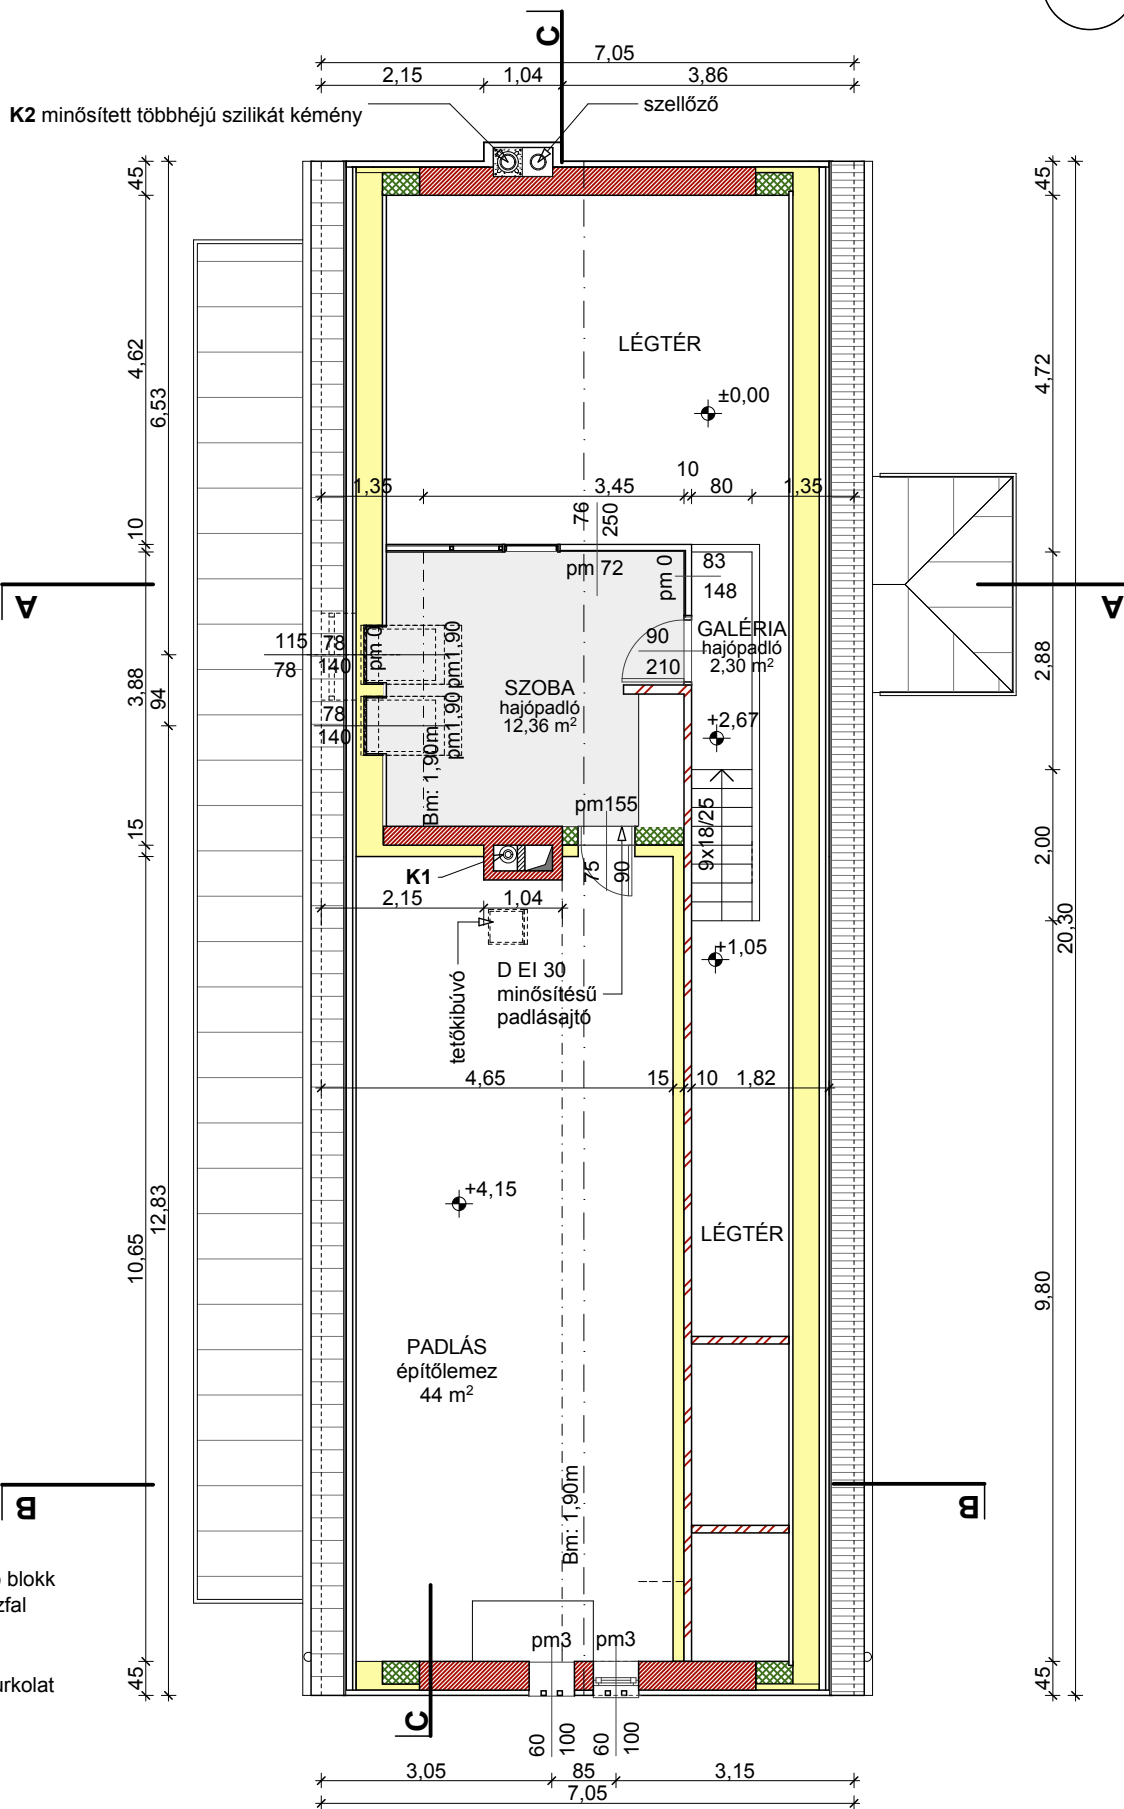 C
7,05
2,15
1,04
3,86
K2 minősített többhéjú szilikát kémény
szellőző
45
45
4,62
6,53
4,72
LÉGTÉR
±0,00
10
1,35
3,45
10
80
1,35
76
250
pm 72
pm 0
83
148
A
A
GALÉRIA
hajópadló
2,30 m²
90
210
115
78
78
140
pm 0
pm1,90
78
140
pm1,90
SZOBA
hajópadló
12,36 m²
3,88
94
2,88
+2,67
Bm: 1,90m
pm155
9x18/25
15
2,00
K1
75
90
2,15
1,04
20,30
+1,05
tetőkibúvó
D EI 30
minősítésű
padlásajtó
4,65
15
10
1,82
+4,15
10,65
12,83
LÉGTÉR
9,80
PADLÁS
építőlemez
44 m²
B
B
Bm: 1,90m
blokk
zfal
urkolat
pm3
pm3
45
45
C
60
100
60
100
3,05
85
3,15
7,05